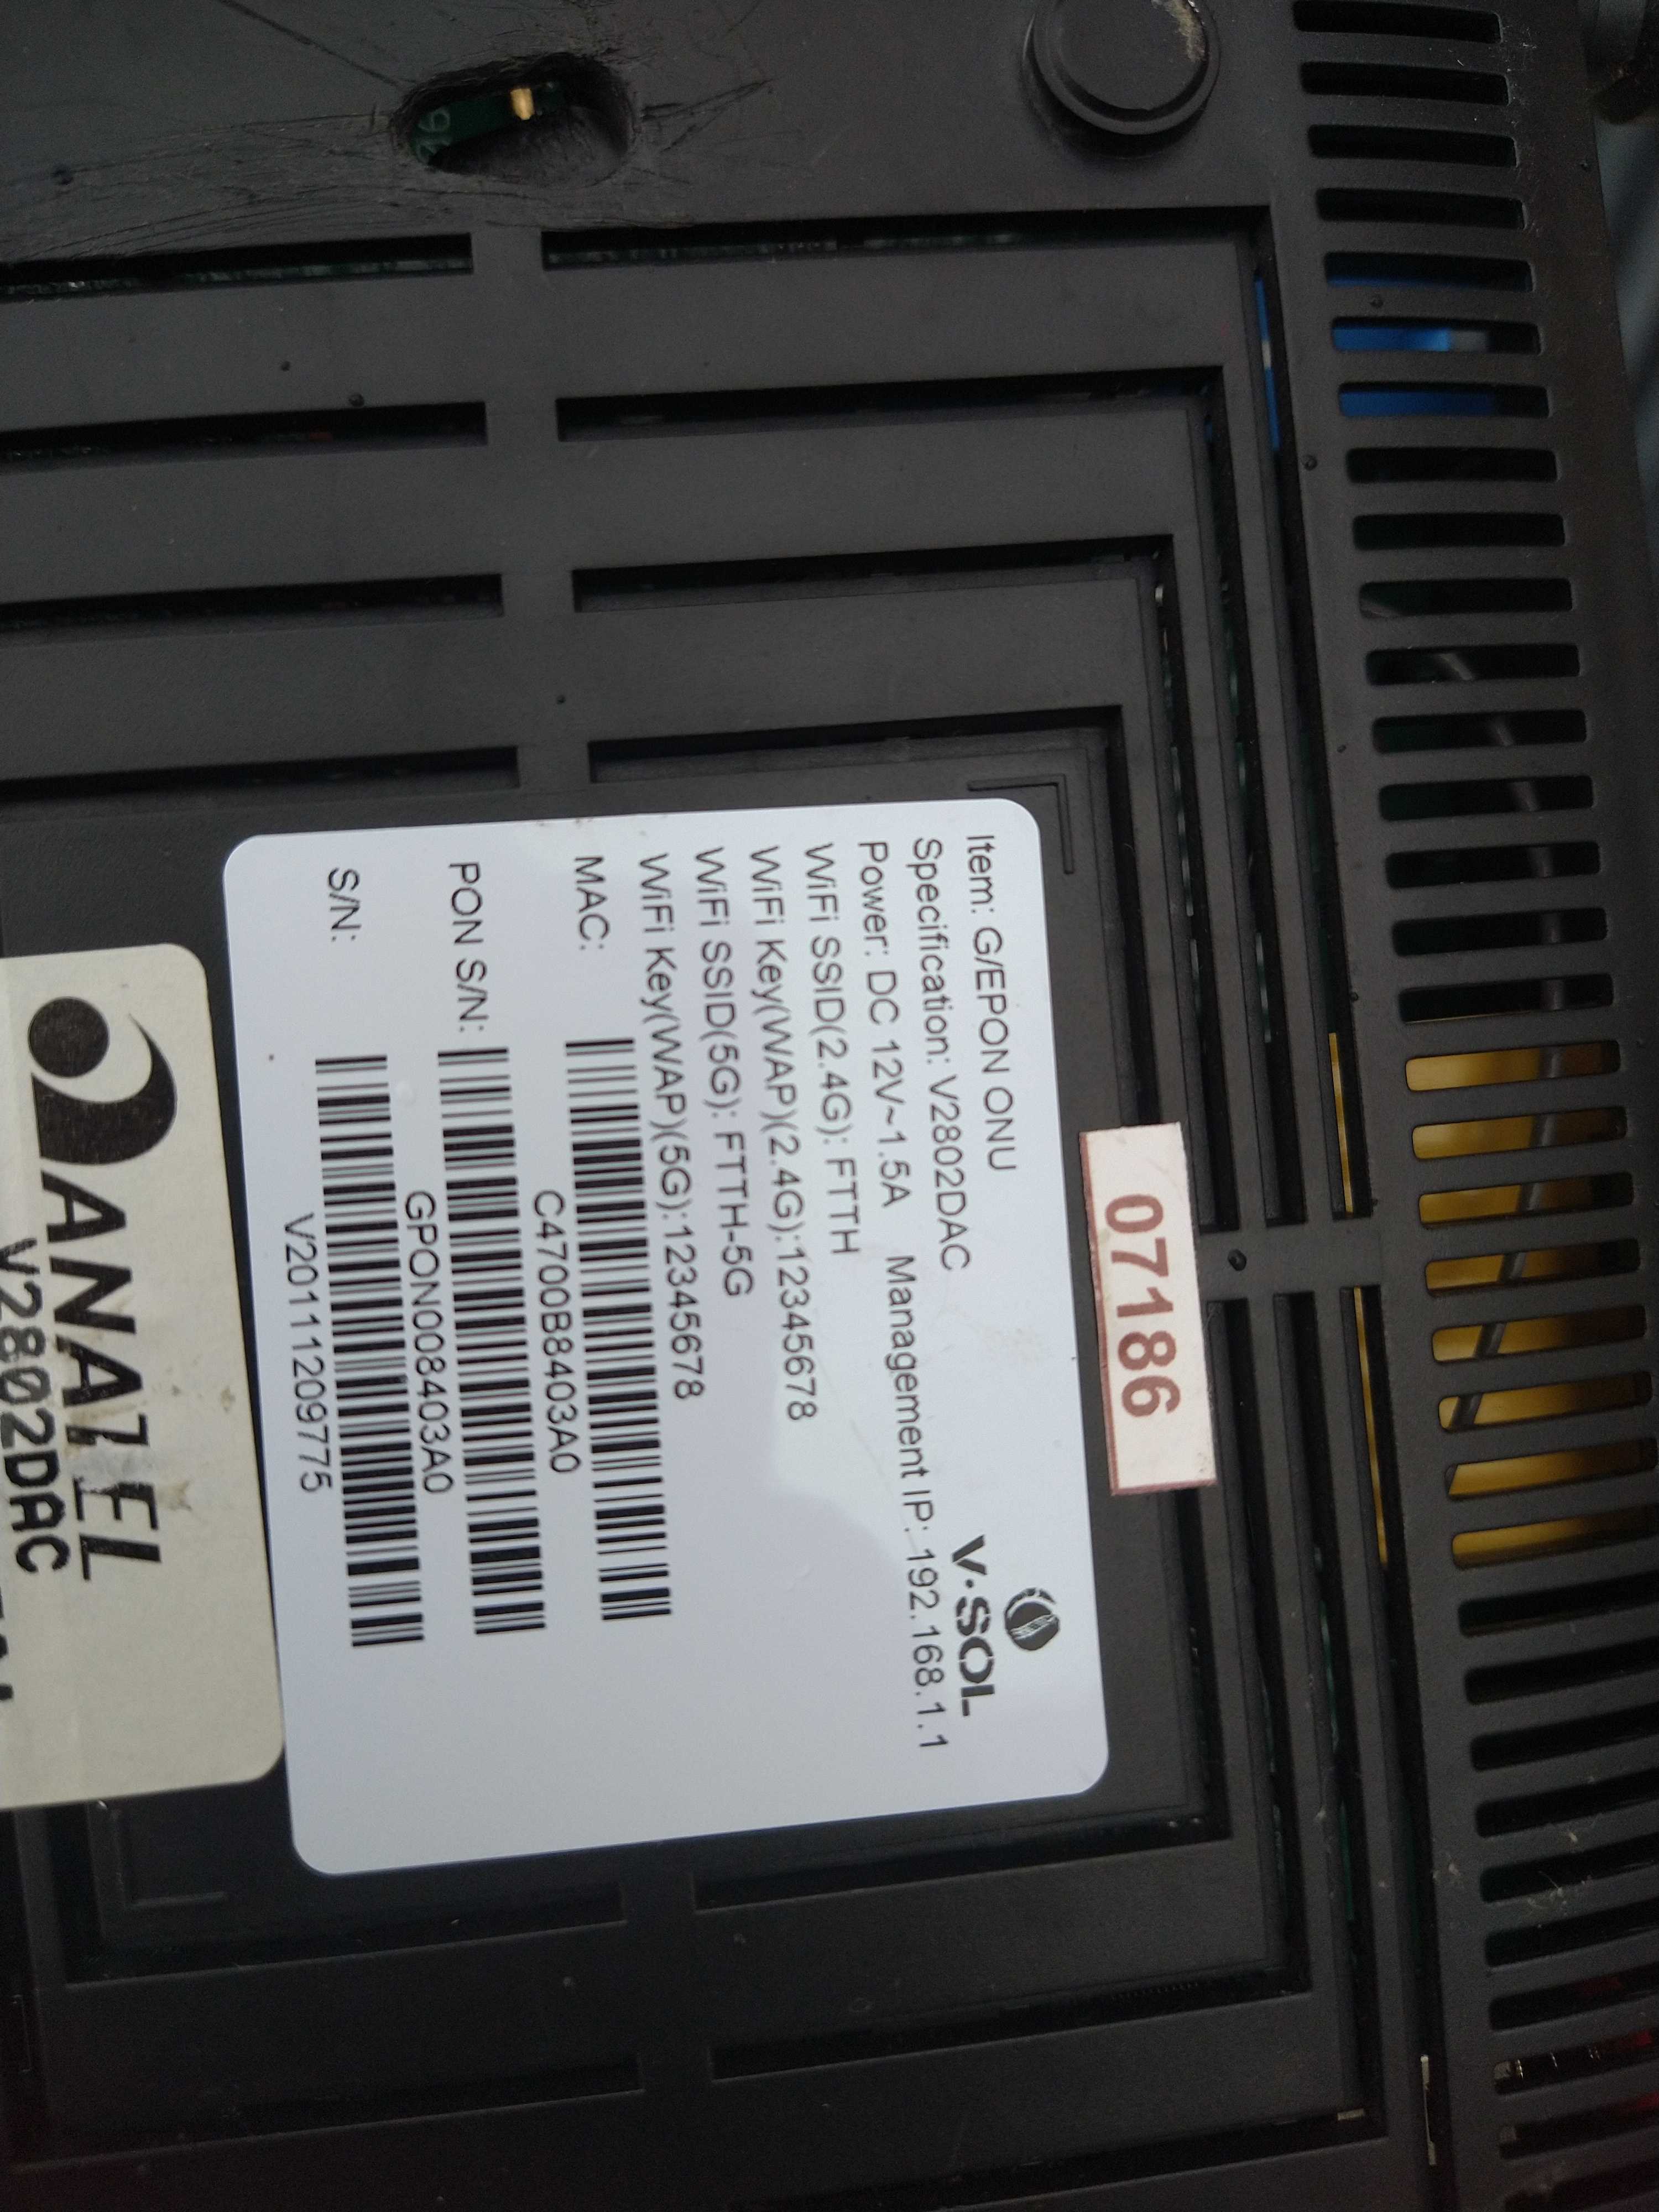 07186
V·SOL
Item: G/EPON ONU
Specification: V2802DAC
Power: DC 12V~1.5A Management IP: 192.168.1.1
WiFi SSID(2.4G): FTTH
WiFi Key(WAP)(2.4G):12345678
WiFi SSID(5G): FTTH-5G
WiFi Key(WAP)(5G):12345678
MAC:
C4700B8403A0
PON S/N:
GPON008403A0
S/N:
V20111209775
ANATEL
V2802DAC